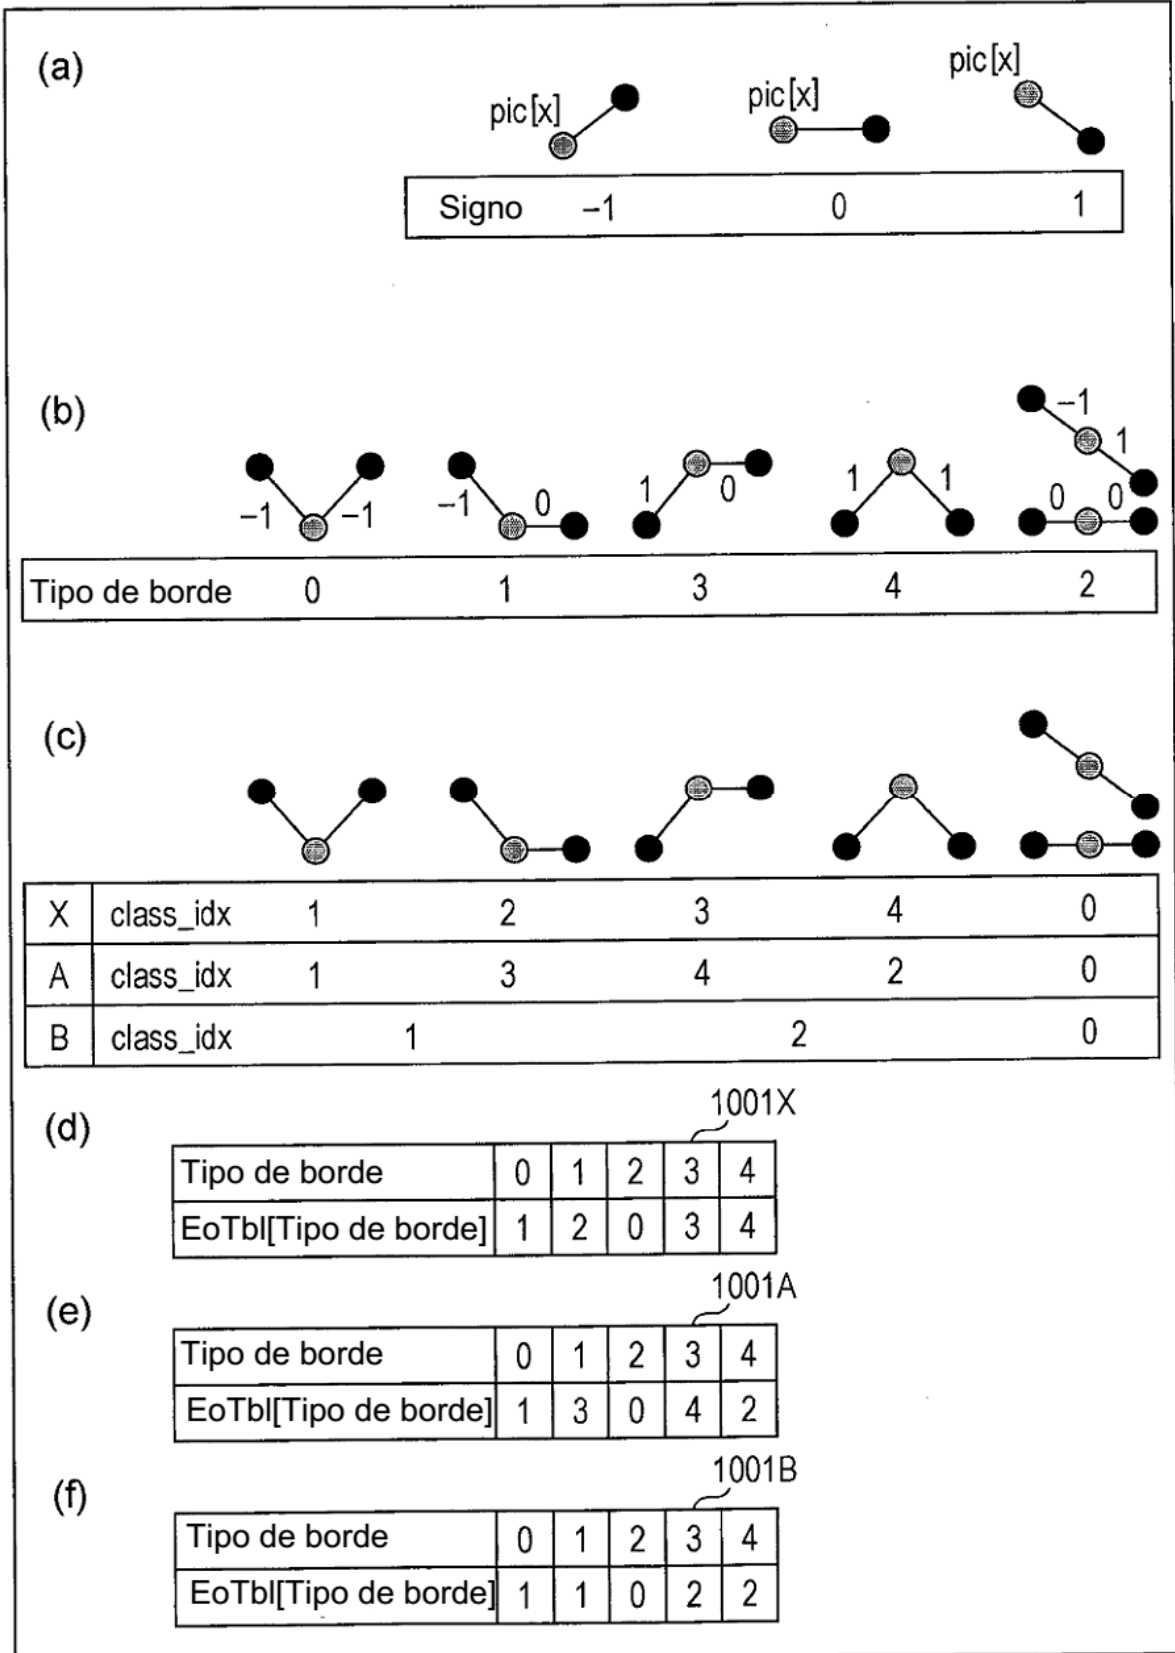 (a)
pic[x] pic[x] pic[x]
Signo –1 0 1
(b)
–1 –1 –1 0 1 0 1 1 –1 1 0 0
Tipo de borde 0 1 3 4 2
(c)
X class_idx 1 2 3 4 0
A class_idx 1 3 4 2 0
B class_idx 1 2 0
(d)
1001X
Tipo de borde 0 1 2 3 4
EoTbl[Tipo de borde] 1 2 0 3 4
(e)
1001A
Tipo de borde 0 1 2 3 4
EoTbl[Tipo de borde] 1 3 0 4 2
(f)
1001B
Tipo de borde 0 1 2 3 4
EoTbl[Tipo de borde] 1 1 0 2 2